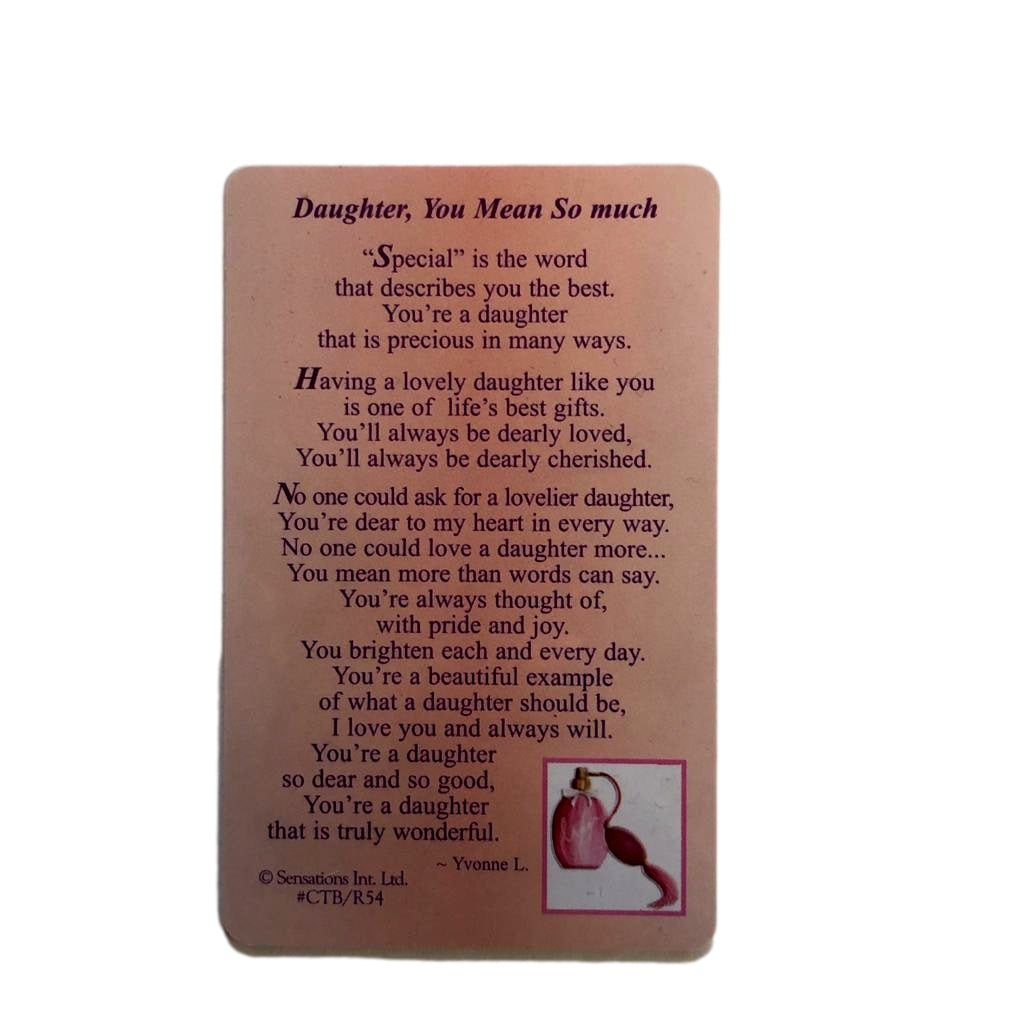 Daughter, You Mean So much
“Special” is the word
that describes you the best.
You’re a daughter
that is precious in many ways.
Having a lovely daughter like you
is one of life’s best gifts.
You’ll always be dearly loved,
You’ll always be dearly cherished.
No one could ask for a lovelier daughter,
You’re dear to my heart in every way.
No one could love a daughter more...
You mean more than words can say.
You’re always thought of,
with pride and joy.
You brighten each and every day.
You’re a beautiful example
of what a daughter should be,
I love you and always will.
You’re a daughter
so dear and so good,
You’re a daughter
that is truly wonderful.
~ Yvonne L.
© Sensations Int. Ltd.
#CTB/R54